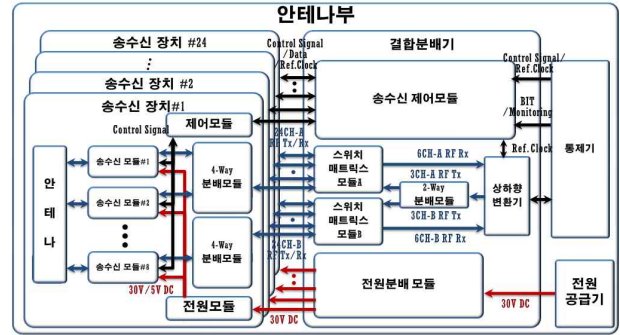 안테나부
송수신 장치 #24
송수신 장치 #2
송수신 장치#1
제어모듈
Control Signal
안테나
송수신 모듈#1
송수신 모듈#2
송수신 모듈#8
4-Way
분배모듈
4-Way
분배모듈
30V/5V DC
전원모듈
Control Signal
/Data
/Ref.Clock
24CH-A
RF Tx/Rx
24CH-B
RF Tx/Rx
30V DC
결합분배기
송수신 제어모듈
스위치
매트릭스
모듈A
스위치
매트릭스
모듈B
6CH-A RF Rx
3CH-A RF Tx
2-Way
분배모듈
3CH-B RF Tx
6CH-B RF Rx
상하향
변환기
전원분배 모듈
Control Signal/
Ref.Clock
BIT
/Monitoring
Ref.Clock
통제기
30V DC
전원
공급기